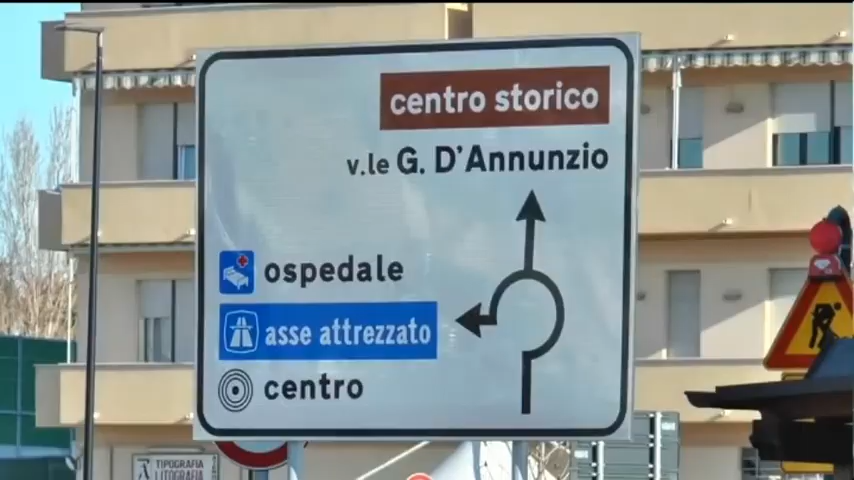 centro storico
v.le G. D'Annunzio
ospedale
asse attrezzato
centro
TIPOGRAFIA
LITOGRAFIA